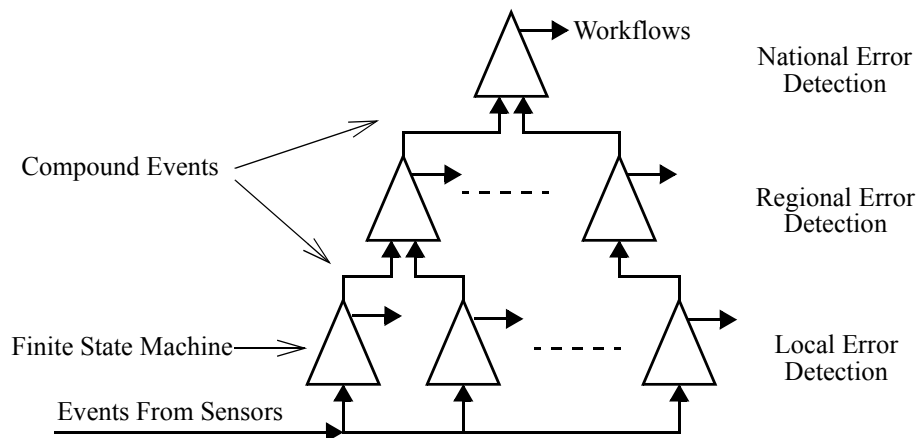 Workflows
National Error
Detection
Compound Events
Regional Error
Detection
Finite State Machine
Local Error
Detection
Events From Sensors